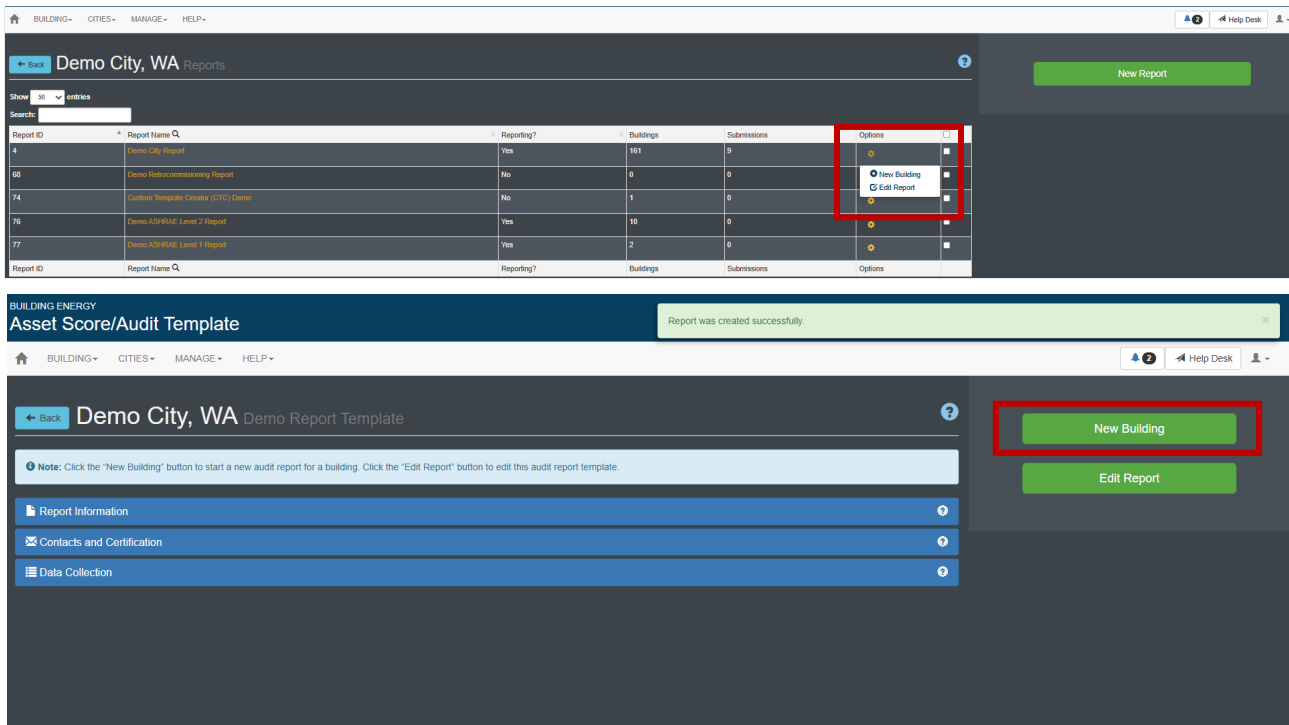 BUILDING CITIES MANAGE HELP 2 Help Desk
Back Demo City, WA Reports ?
New Report
Show 50 entries
Search:
Report ID Report Name Reporting? Buildings Submissions Options
4 Demo City Report Yes 161 9
68 Demo Retrocommisioning Report No 0 0
New Building
Edit Report
74 Custom Template Creator (CTC) Demo No 1 0
76 Demo ASHRAE Level 2 Report Yes 10 0
77 Demo ASHRAE Level 1 Report Yes 2 0
Report ID Report Name Reporting? Buildings Submissions Options
BUILDING ENERGY
Asset Score/Audit Template
Report was created successfully. ×
BUILDING CITIES MANAGE HELP 2 Help Desk
Back Demo City, WA Demo Report Template ?
New Building
Note: Click the "New Building" button to start a new audit report for a building. Click the "Edit Report" button to edit this audit report template.
Edit Report
Report Information ?
Contacts and Certification ?
Data Collection ?